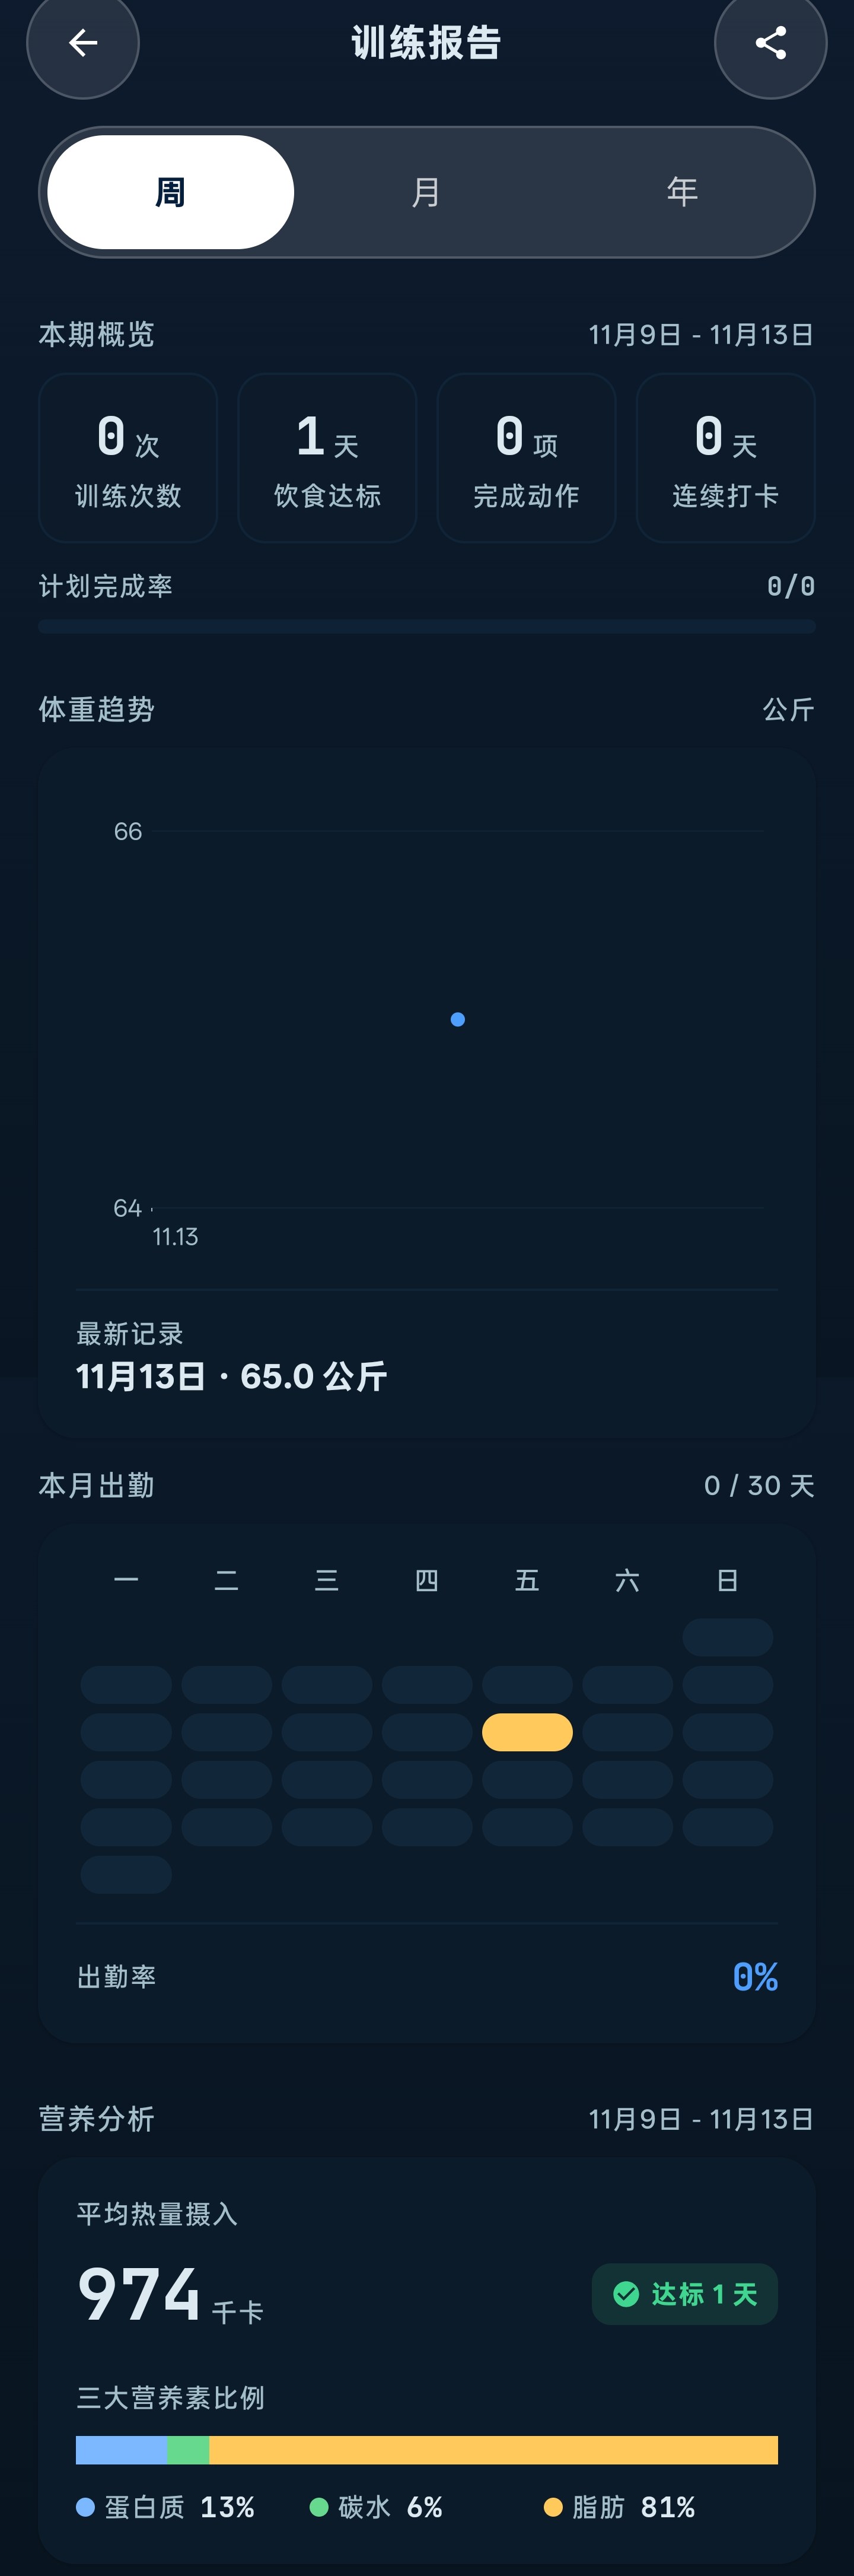 训练报告
周 月 年
本期概览 11月9日 - 11月13日
0 次 1 天 0 项 0 天
训练次数 饮食达标 完成动作 连续打卡
计划完成率 0/0
体重趋势 公斤
66
64
11.13
最新记录
11月13日 · 65.0 公斤
本月出勤 0 / 30 天
一 二 三 四 五 六 日
出勤率 0%
营养分析 11月9日 - 11月13日
平均热量摄入
974 千卡 达标 1 天
三大营养素比例
蛋白质 13% 碳水 6% 脂肪 81%